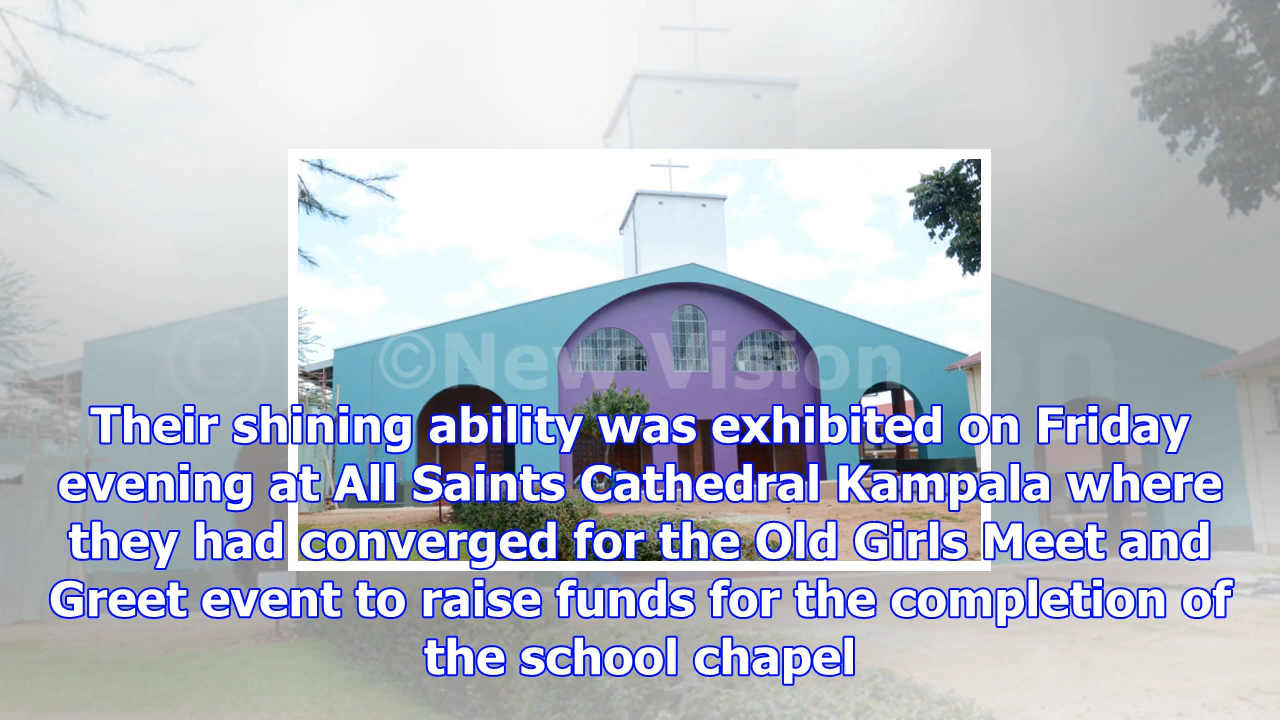 ©New Vision
Their shining ability was exhibited on Friday
evening at All Saints Cathedral Kampala where
they had converged for the Old Girls Meet and
Greet event to raise funds for the completion of
the school chapel